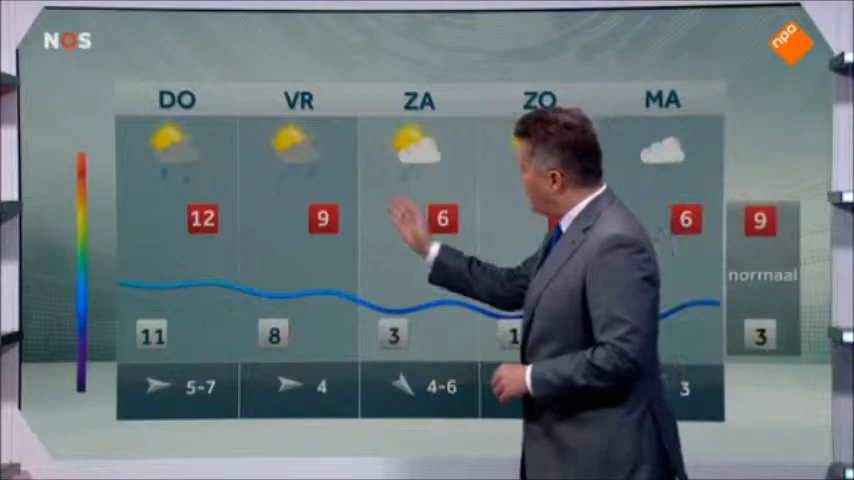 NOS
npo
DO VR ZA ZO MA
12 9 6 6 9
normaal
11 8 3 1 3
5-7 4 4-6 3